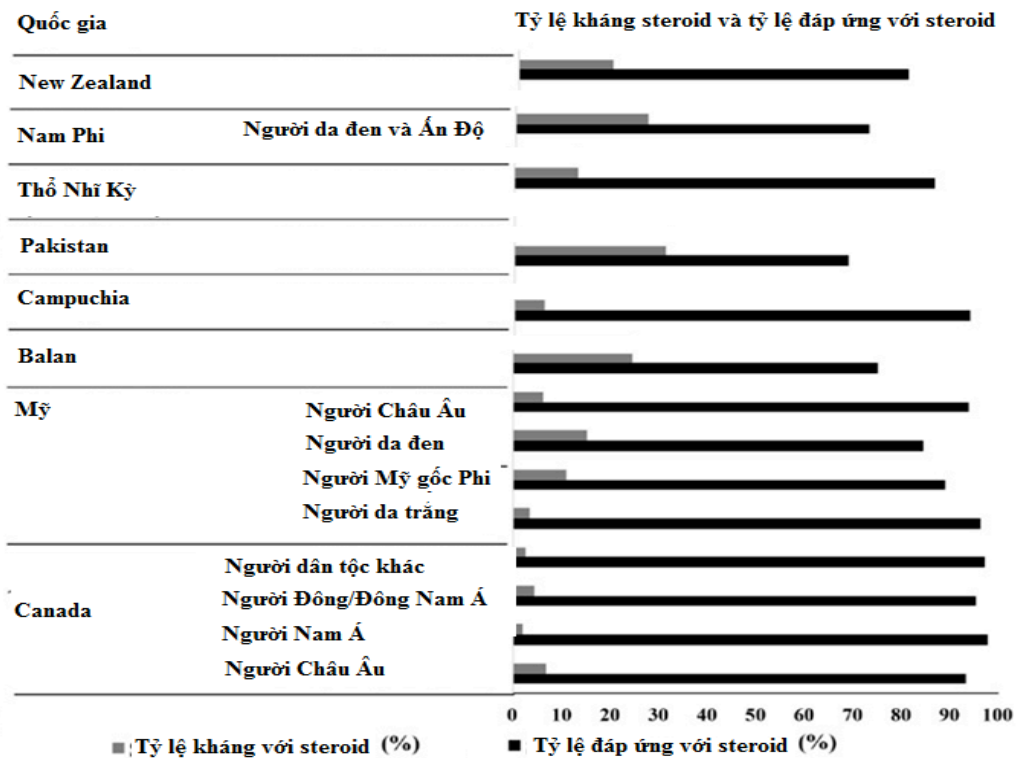 Quốc gia
Tỷ lệ kháng steroid và tỷ lệ đáp ứng với steroid
New Zealand
Nam Phi Người da đen và Ấn Độ
Thổ Nhĩ Kỳ
Pakistan
Campuchia
Balan
Mỹ Người Châu Âu
Người da đen
Người Mỹ gốc Phi
Người da trắng
Người dân tộc khác
Canada Người Đông/Đông Nam Á
Người Nam Á
Người Châu Âu
0 10 20 30 40 50 60 70 80 90 100
Tỷ lệ kháng với steroid (%) Tỷ lệ đáp ứng với steroid (%)